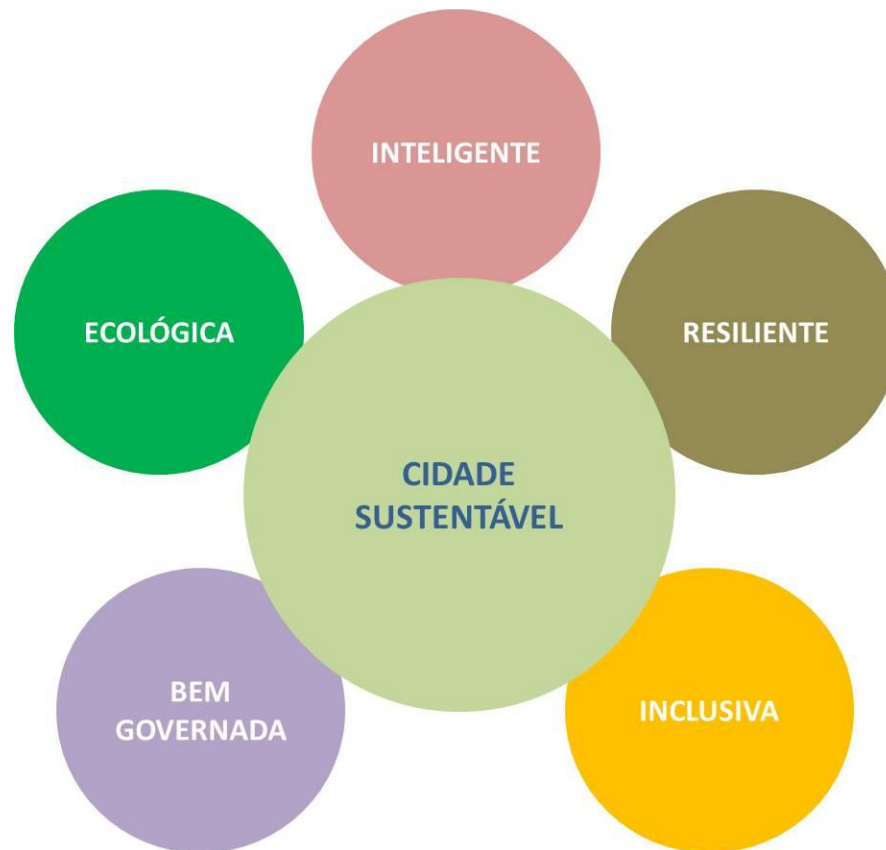 INTELIGENTE
ECOLÓGICA
RESILIENTE
CIDADE
SUSTENTÁVEL
BEM
GOVERNADA
INCLUSIVA